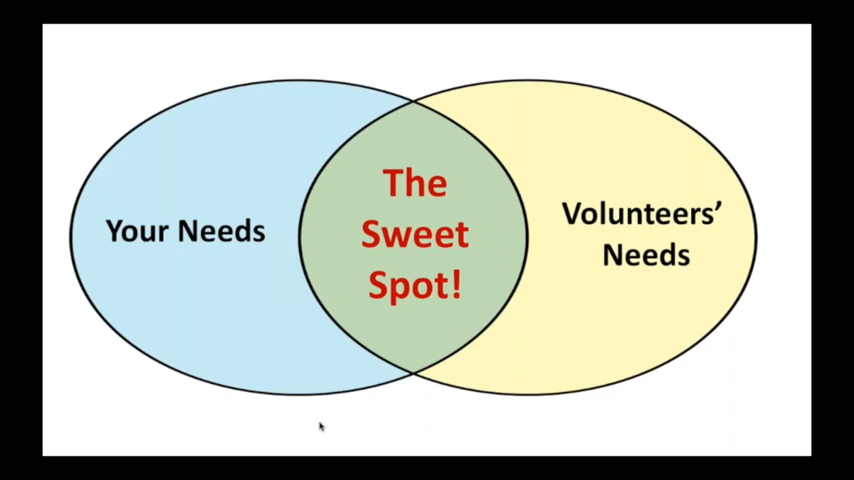 Your Needs
The
Sweet
Spot!
Volunteers’
Needs